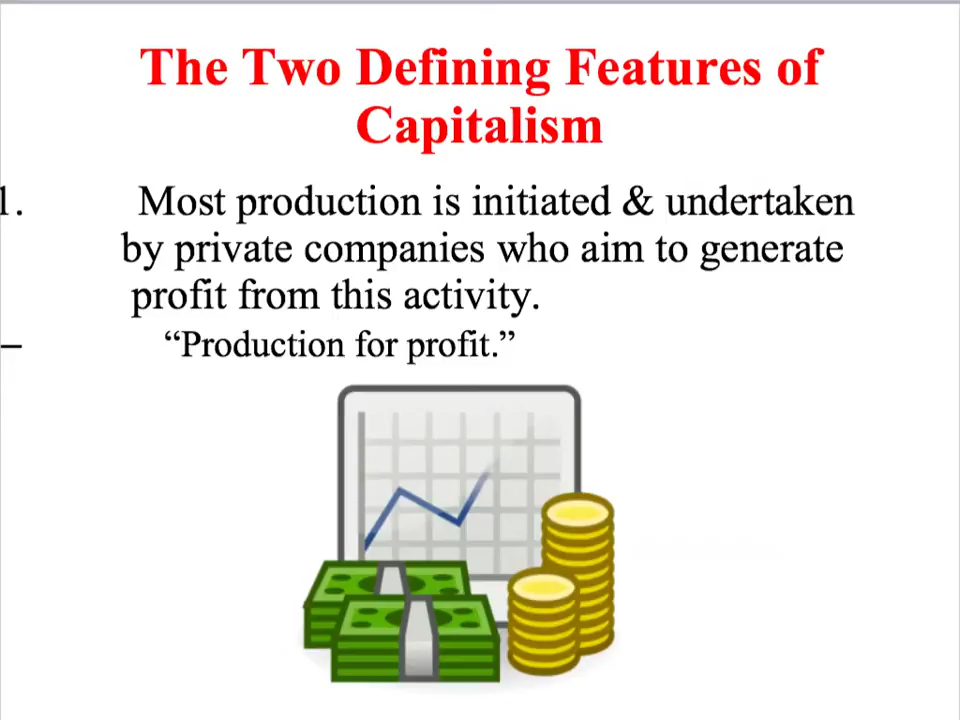 The Two Defining Features of
Capitalism
1. Most production is initiated & undertaken
by private companies who aim to generate
profit from this activity.
– “Production for profit.”